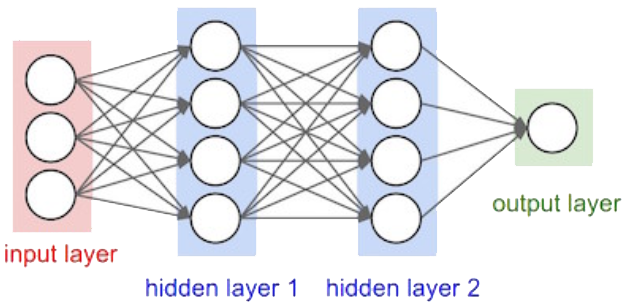 input layer
hidden layer 1
hidden layer 2
output layer